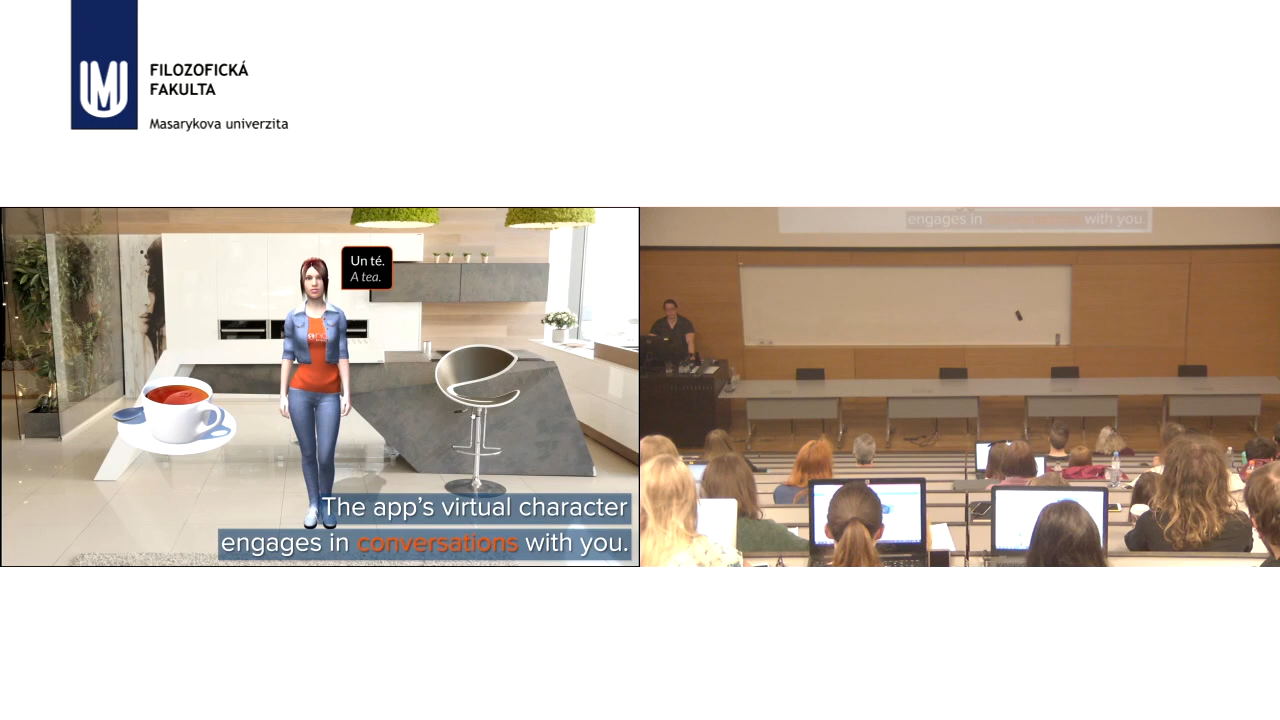 FILOZOFICKÁ
FAKULTA
Masarykova univerzita
Un té.
A tea.
The app's virtual character
engages in conversations with you.
engages in with you.